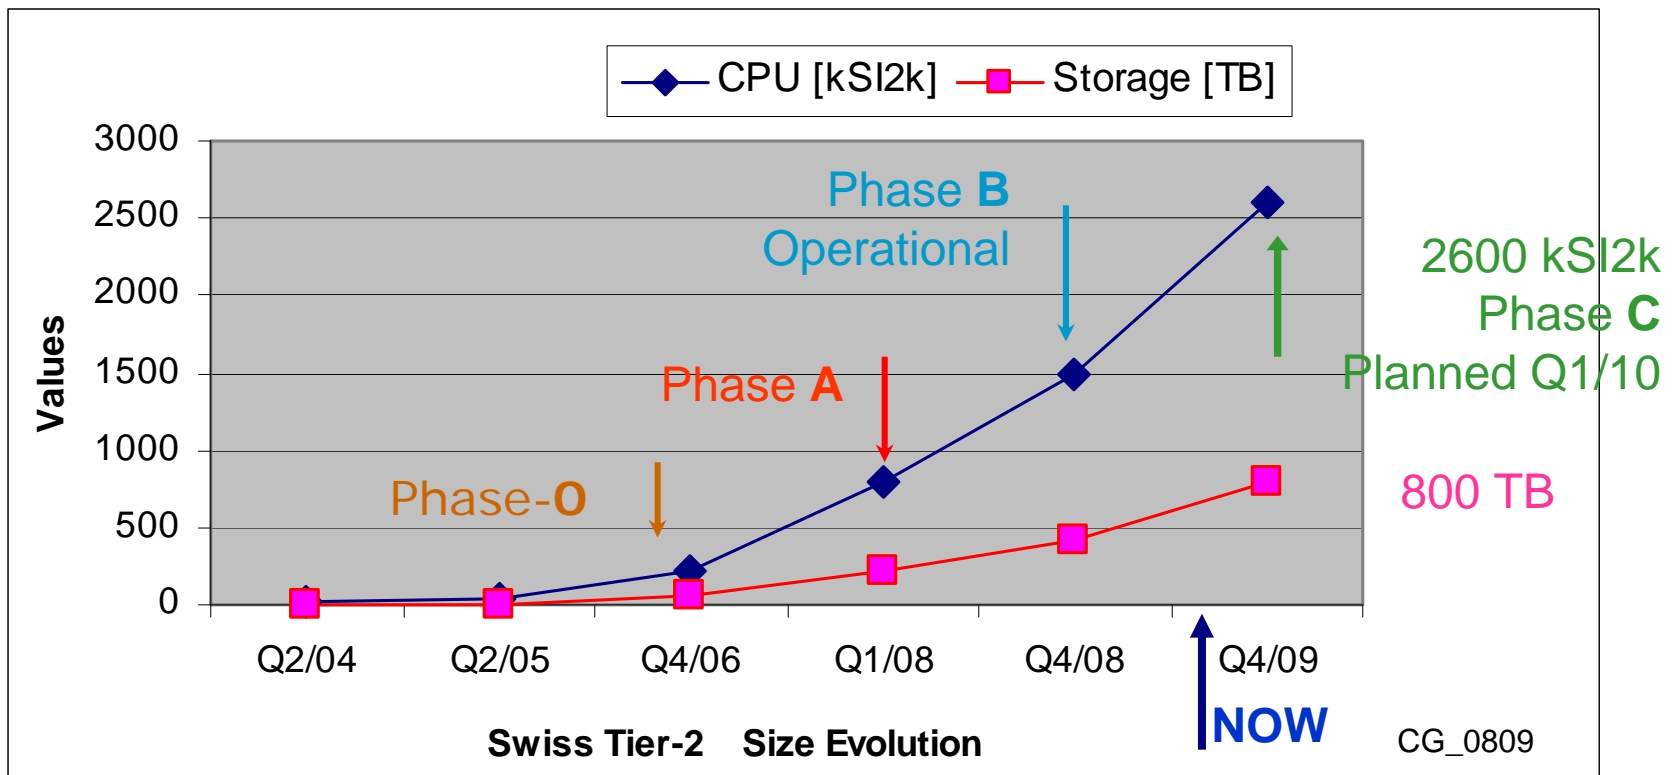 CPU [kSI2k] Storage [TB]
3000
2500
2000
1500
1000
500
0
Values
Phase B
Operational
Phase A
Phase-0
2600 kSI2k
Phase C
Planned Q1/10
800 TB
Q2/04 Q2/05 Q4/06 Q1/08 Q4/08 Q4/09
NOW
Swiss Tier-2 Size Evolution
CG_0809